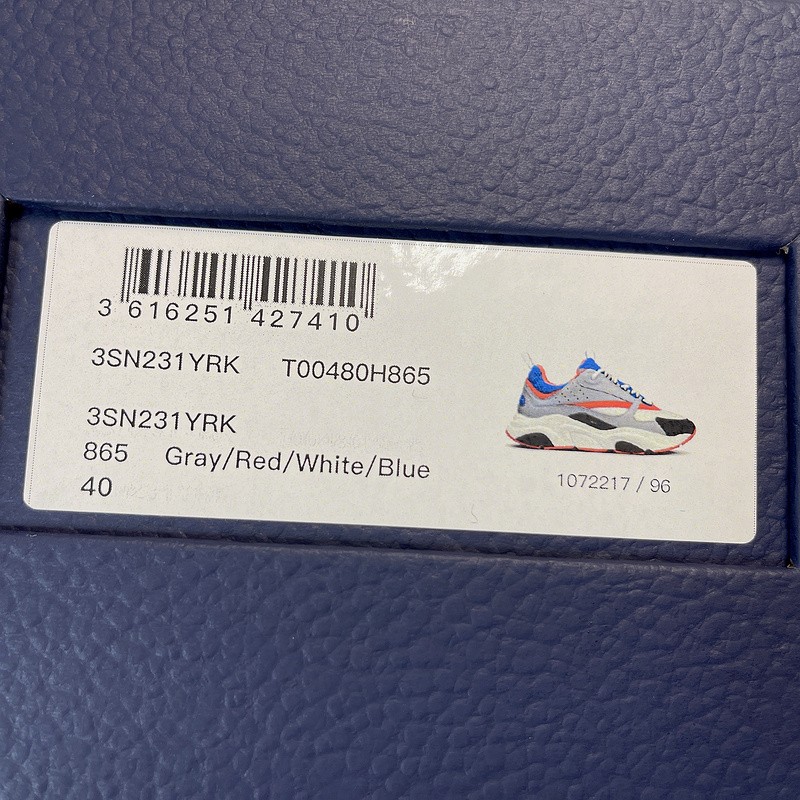 3 616251 427410
3SN231YRK T00480H865
3SN231YRK
865 Gray/Red/White/Blue
40
1072217 / 96